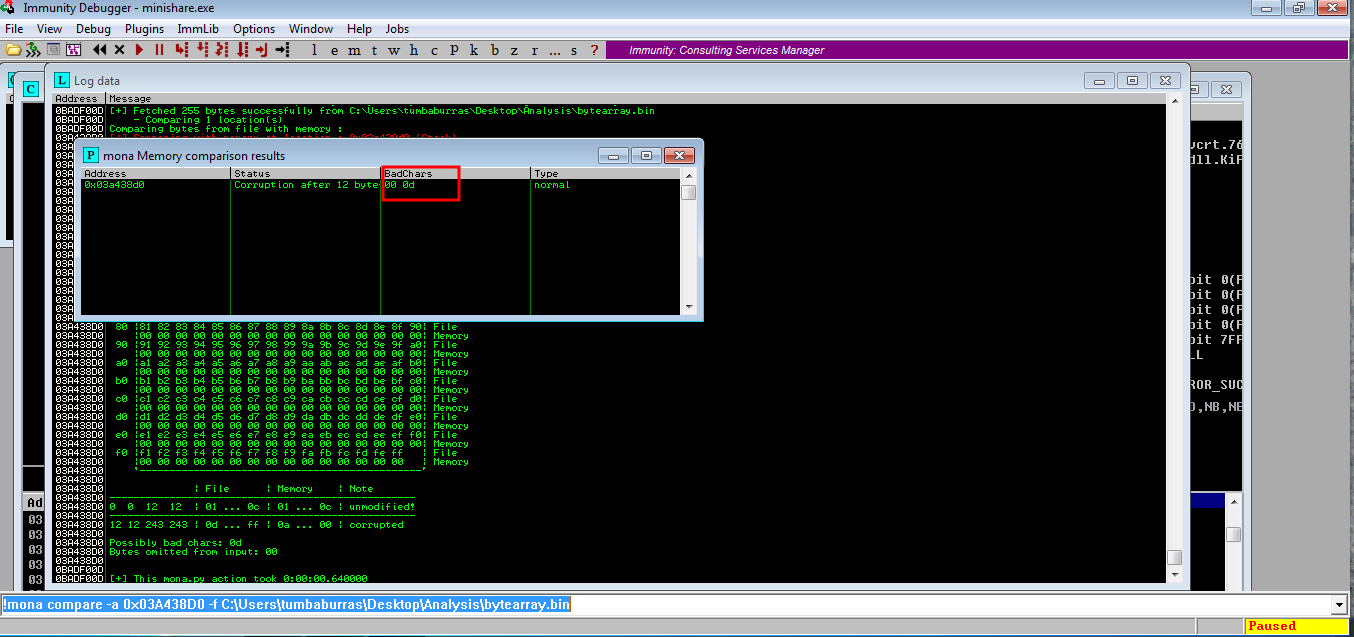 Immunity Debugger - minishare.exe
File View Debug Plugins ImmLib Options Window Help Jobs
l e m t w h c P k b z r ... s ? Immunity: Consulting Services Manager
L Log data
C
Address Message
0BADF00D [+] Fetched 255 bytes successfully from C:\Users\tumbaburras\Desktop\Analysis\bytearray.bin
0BADF00D - Comparing 1 location(s)
0BADF00D Comparing bytes from file with memory :
P mona Memory comparison results
Address Status BadChars Type
0x03a438d0 Corruption after 12 byte 00 0d normal
03A438D0 80 |81 82 83 84 85 86 87 88 89 8a 8b 8c 8d 8e 8f 90| File
03A438D0 |00 00 00 00 00 00 00 00 00 00 00 00 00 00 00 00| Memory
03A438D0 90 |91 92 93 94 95 96 97 98 99 9a 9b 9c 9d 9e 9f a0| File
03A438D0 |00 00 00 00 00 00 00 00 00 00 00 00 00 00 00 00| Memory
03A438D0 a0 |a1 a2 a3 a4 a5 a6 a7 a8 a9 aa ab ac ad ae af b0| File
03A438D0 |00 00 00 00 00 00 00 00 00 00 00 00 00 00 00 00| Memory
03A438D0 b0 |b1 b2 b3 b4 b5 b6 b7 b8 b9 ba bb bc bd be bf c0| File
03A438D0 |00 00 00 00 00 00 00 00 00 00 00 00 00 00 00 00| Memory
03A438D0 c0 |c1 c2 c3 c4 c5 c6 c7 c8 c9 ca cb cc cd ce cf d0| File
03A438D0 |00 00 00 00 00 00 00 00 00 00 00 00 00 00 00 00| Memory
03A438D0 d0 |d1 d2 d3 d4 d5 d6 d7 d8 d9 da db dc dd de df e0| File
03A438D0 |00 00 00 00 00 00 00 00 00 00 00 00 00 00 00 00| Memory
03A438D0 e0 |e1 e2 e3 e4 e5 e6 e7 e8 e9 ea eb ec ed ee ef f0| File
03A438D0 |00 00 00 00 00 00 00 00 00 00 00 00 00 00 00 00| Memory
03A438D0 f0 |f1 f2 f3 f4 f5 f6 f7 f8 f9 fa fb fc fd fe ff | File
03A438D0 |00 00 00 00 00 00 00 00 00 00 00 00 00 00 00 | Memory
03A438D0
03A438D0
03A438D0 | File | Memory | Note
03A438D0
03A438D0 0 0 12 12 | 01 ... 0c | 01 ... 0c | unmodified!
03A438D0
03A438D0 12 12 243 243 | 0d ... ff | 0a ... 00 | corrupted
03A438D0
03A438D0 Possibly bad chars: 0d
03A438D0 Bytes omitted from input: 00
03A438D0
0BADF00D
0BADF00D [+] This mona.py action took 0:00:00.640000
Ad
03
03
03
03
03
vcrt.76
dll.KiF
bit 0(F
bit 0(F
bit 0(F
bit 0(F
bit 7FF
LL
ROR_SUC
O,NB,NE
!mona compare -a 0x03A438D0 -f C:\Users\tumbaburras\Desktop\Analysis\bytearray.bin
Paused